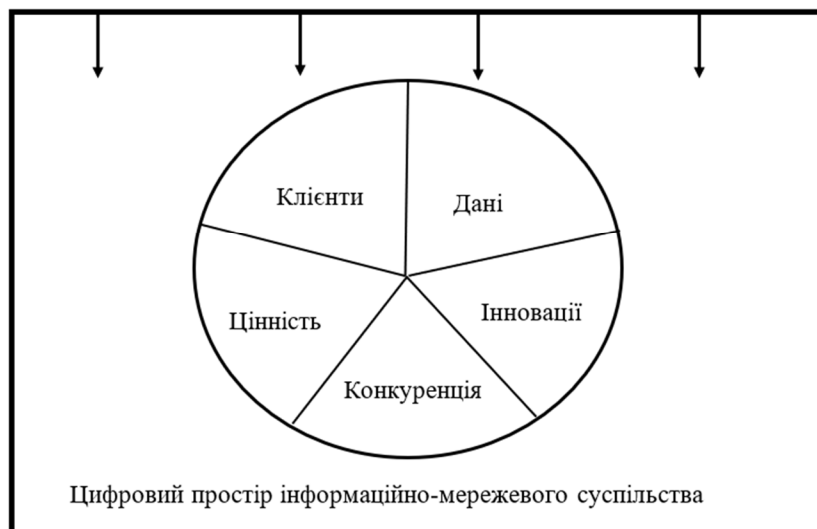 Клієнти
Дані
Цінність
Інновації
Конкуренція
Цифровий простір інформаційно-мережевого суспільства